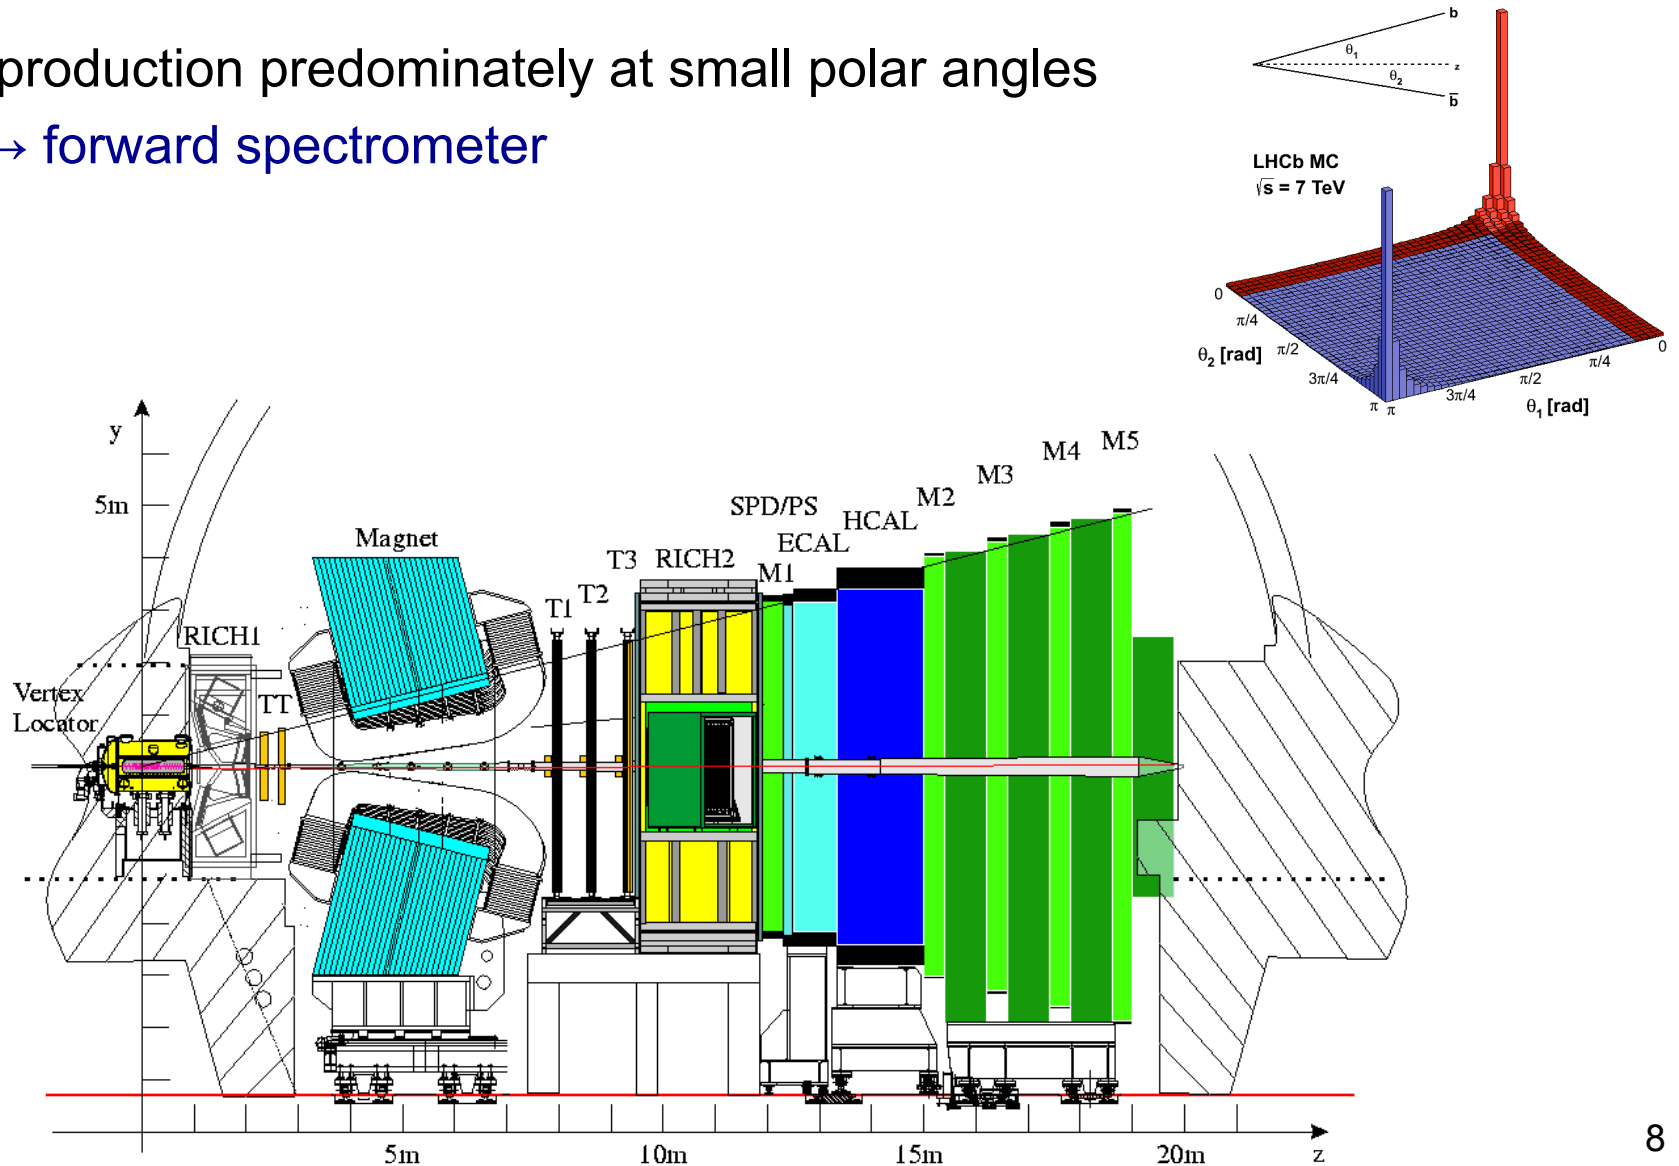 production predominately at small polar angles
→ forward spectrometer
b
θ1
z
θ2
b̅
LHCb MC
√s = 7 TeV
0
π/4
π/2
3π/4
π
θ2 [rad]
π
3π/4
π/2
π/4
0
θ1 [rad]
y
5m
Magnet
SPD/PS
ECAL
HCAL
M2
M3
M4
M5
T3
RICH2
M1
T2
T1
RICH1
TT
Vertex
Locator
5m
10m
15m
20m
z
8